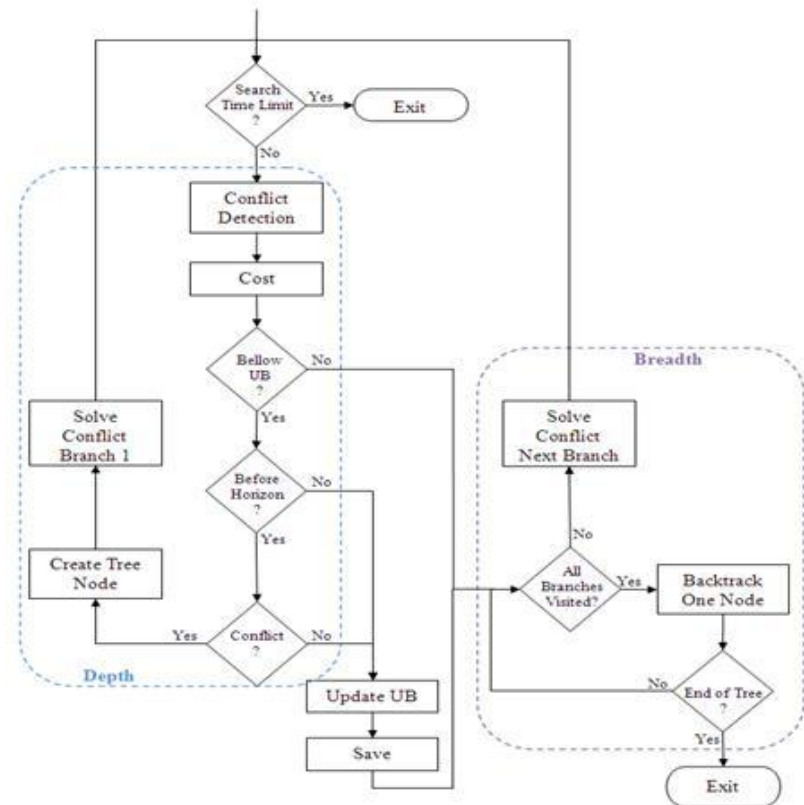 Search
Time Limit
?
Yes
Exit
No
Conflict
Detection
Cost
Bellow
UB
?
No
Yes
Before
Horizon
?
No
Yes
Conflict
?
Yes
No
Create Tree
Node
Solve
Conflict
Branch 1
Depth
Update UB
Save
Breadth
Solve
Conflict
Next Branch
No
All
Branches
Visited?
Yes
Backtrack
One Node
End of Tree
?
No
Yes
Exit